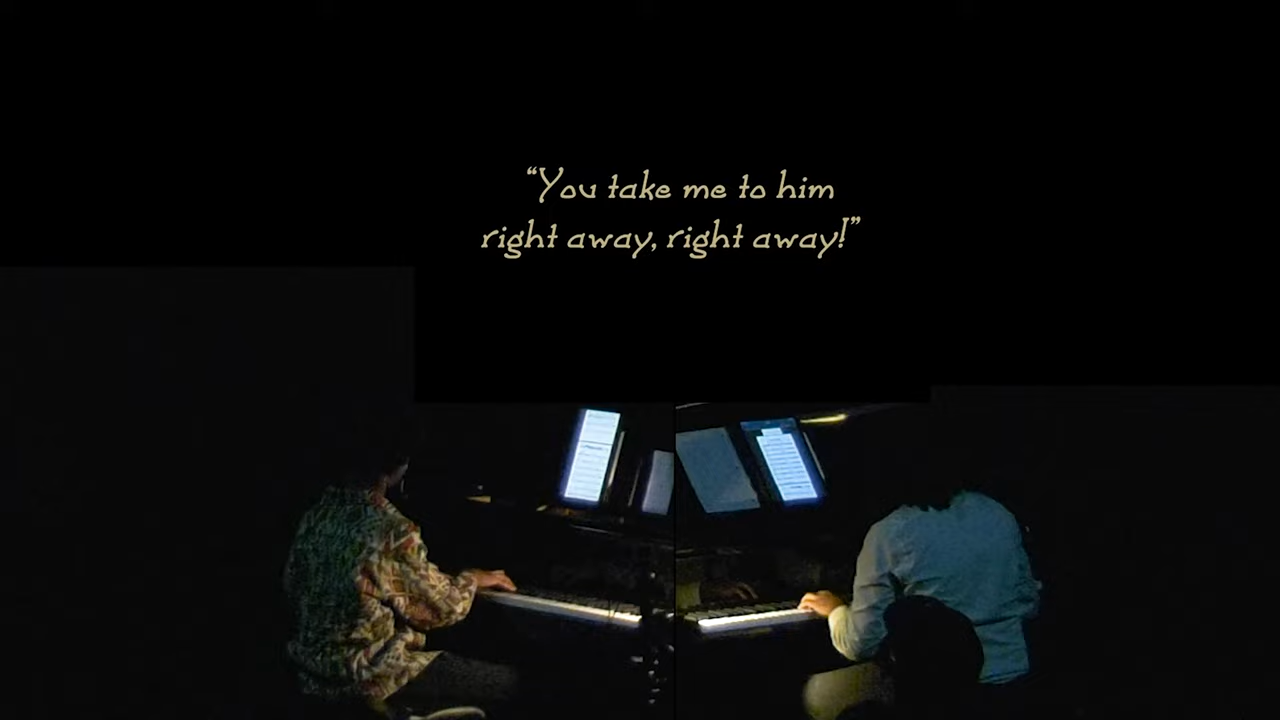 “You take me to him
right away, right away!”